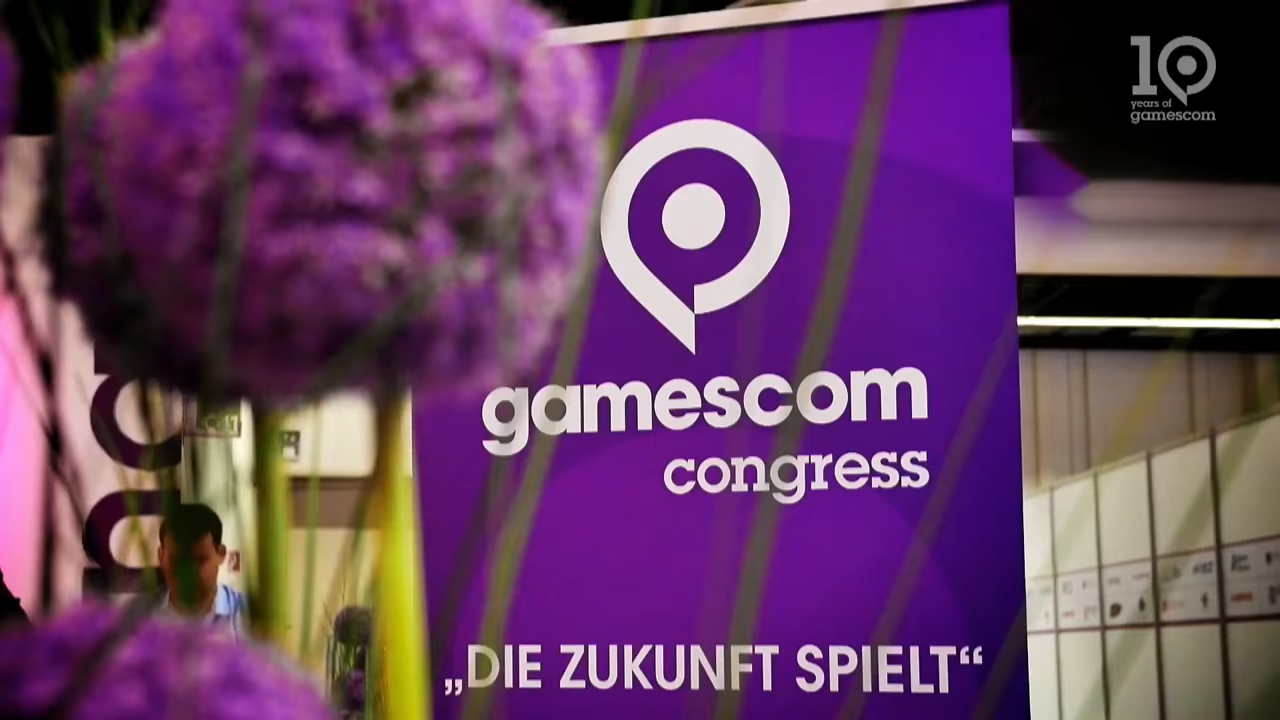 10
years of
gamescom
gamescom
congress
„DIE ZUKUNFT SPIELT“